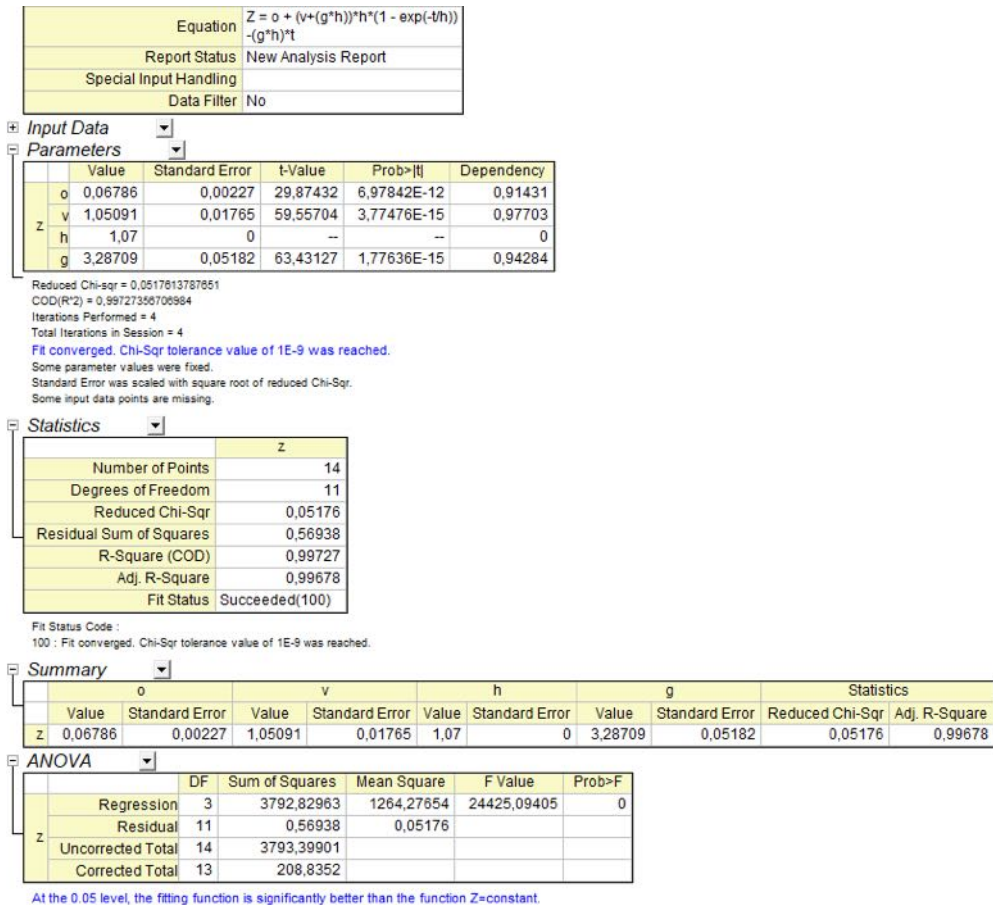 Equation Z = o + (v+(g*h))*h*(1 - exp(-t/h))
-(g*h)*t
Report Status New Analysis Report
Special Input Handling
Data Filter No
Input Data
Parameters
Value Standard Error t-Value Prob>|t| Dependency
z o 0,06786 0,00227 29,87432 6,97842E-12 0,91431
v 1,05091 0,01765 59,55704 3,77476E-15 0,97703
h 1,07 0 -- -- 0
g 3,28709 0,05182 63,43127 1,77636E-15 0,94284
Reduced Chi-sqr = 0,0517613787651
COD(R^2) = 0,99727356706984
Iterations Performed = 4
Total Iterations in Session = 4
Fit converged. Chi-Sqr tolerance value of 1E-9 was reached.
Some parameter values were fixed.
Standard Error was scaled with square root of reduced Chi-Sqr.
Some input data points are missing.
Statistics
z
Number of Points 14
Degrees of Freedom 11
Reduced Chi-Sqr 0,05176
Residual Sum of Squares 0,56938
R-Square (COD) 0,99727
Adj. R-Square 0,99678
Fit Status Succeeded(100)
Fit Status Code :
100 : Fit converged. Chi-Sqr tolerance value of 1E-9 was reached.
Summary
o v h g Statistics
Value Standard Error Value Standard Error Value Standard Error Value Standard Error Reduced Chi-Sqr Adj. R-Square
z 0,06786 0,00227 1,05091 0,01765 1,07 0 3,28709 0,05182 0,05176 0,99678
ANOVA
DF Sum of Squares Mean Square F Value Prob>F
z Regression 3 3792,82963 1264,27654 24425,09405 0
Residual 11 0,56938 0,05176
Uncorrected Total 14 3793,39901
Corrected Total 13 208,8352
At the 0.05 level, the fitting function is significantly better than the function Z=constant.